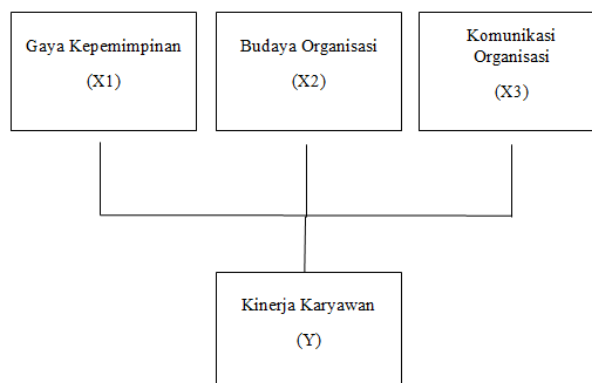 Gaya Kepemimpinan
(X1)
Budaya Organisasi
(X2)
Komunikasi
Organisasi
(X3)
Kinerja Karyawan
(Y)